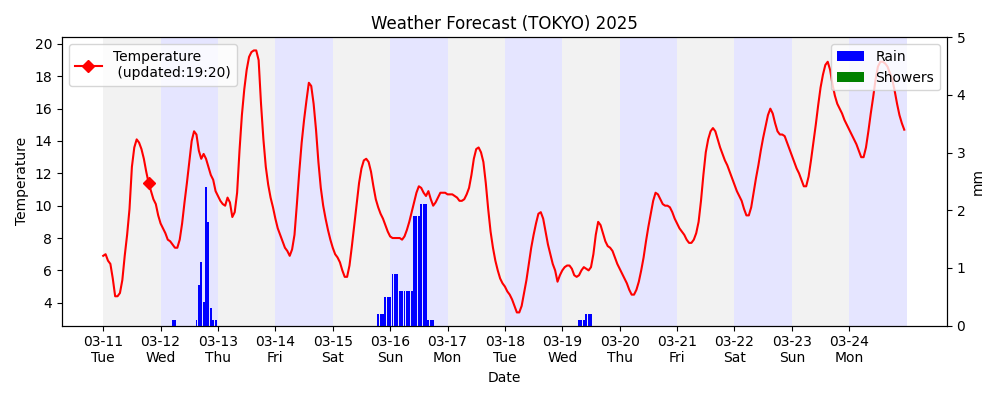 Weather Forecast (TOKYO) 2025
Temperature
(updated:19:20)
Rain
Showers
20
18
16
14
12
10
8
6
4
Temperature
5
4
3
2
1
0
mm
03-11 03-12 03-13 03-14 03-15 03-16 03-17 03-18 03-19 03-20 03-21 03-22 03-23 03-24
Tue Wed Thu Fri Sat Sun Mon Tue Wed Thu Fri Sat Sun Mon
Date